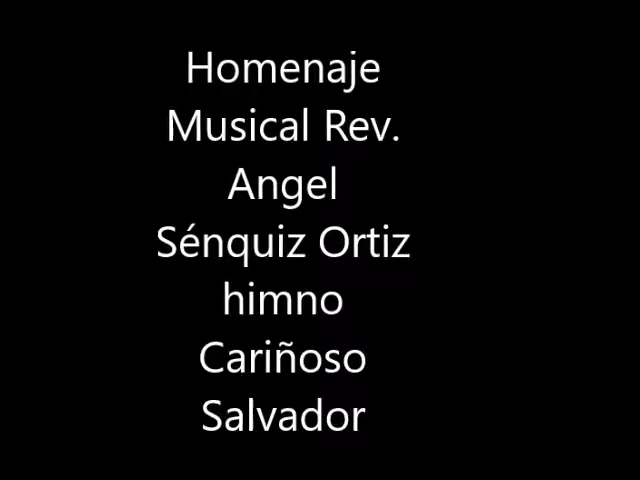 Homenaje
Musical Rev.
Angel
Sénquiz Ortiz
himno
Cariñoso
Salvador